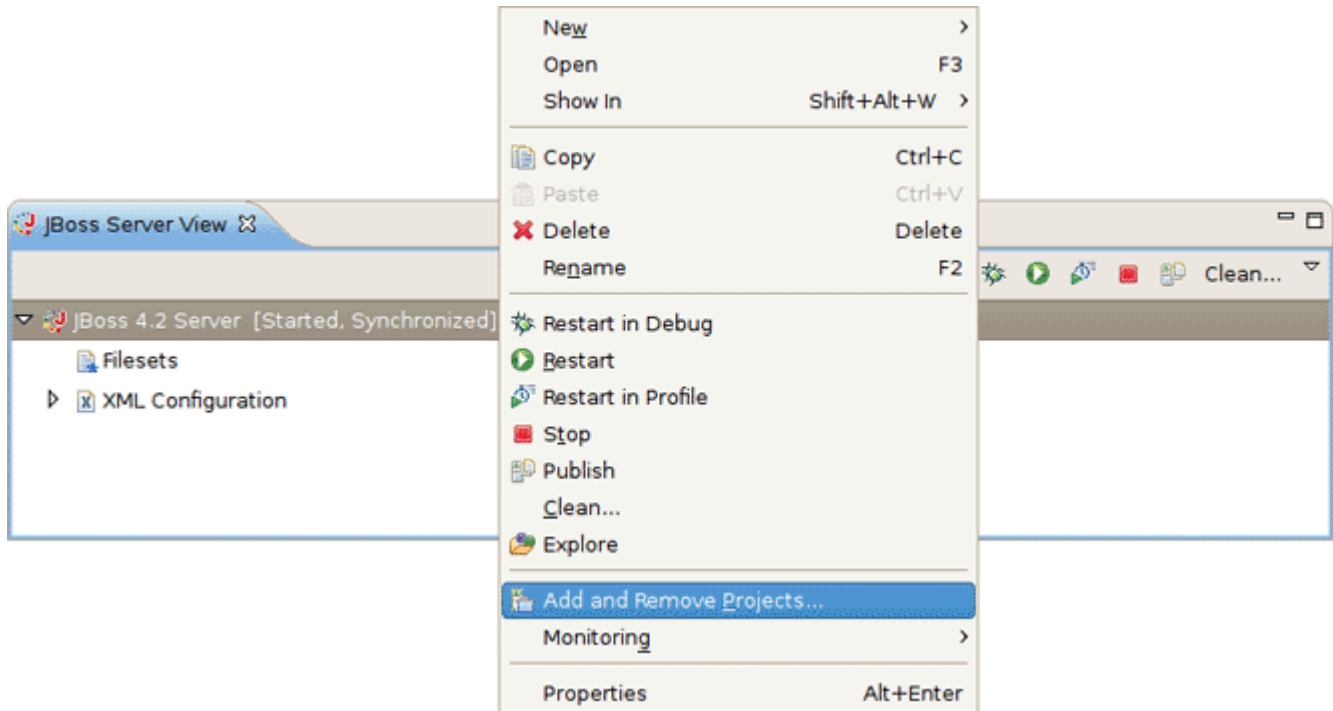 New
Open F3
Show In Shift+Alt+W
Copy Ctrl+C
Paste Ctrl+V
JBoss Server View
Delete Delete
Rename F2
Clean...
JBoss 4.2 Server [Started, Synchronized]
Restart in Debug
Filesets
Restart
XML Configuration
Restart in Profile
Stop
Publish
Clean...
Explore
Add and Remove Projects...
Monitoring
Properties Alt+Enter